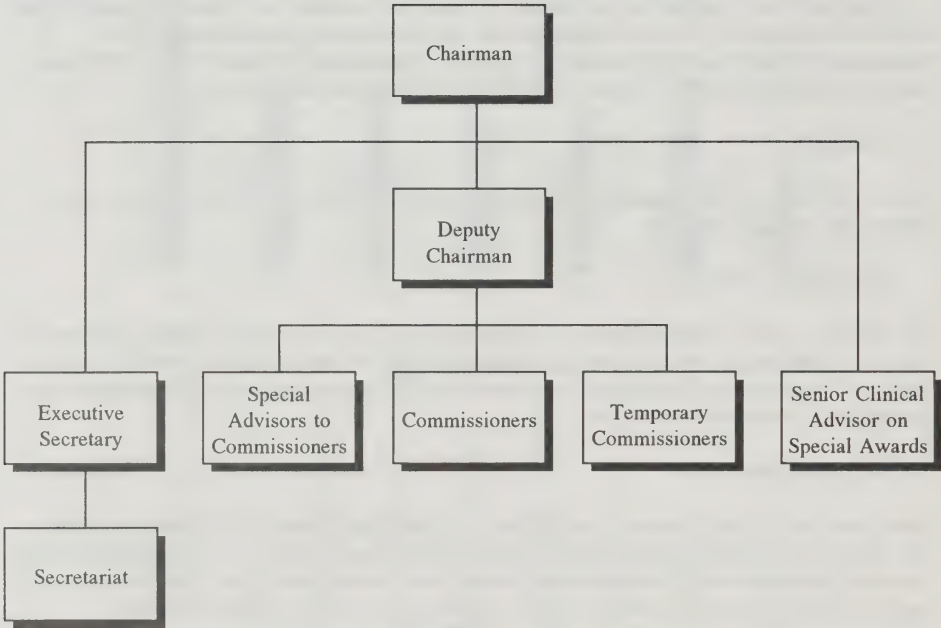 Chairman
Deputy
Chairman
Executive
Secretary
Special
Advisors to
Commissioners
Commissioners
Temporary
Commissioners
Senior Clinical
Advisor on
Special Awards
Secretariat